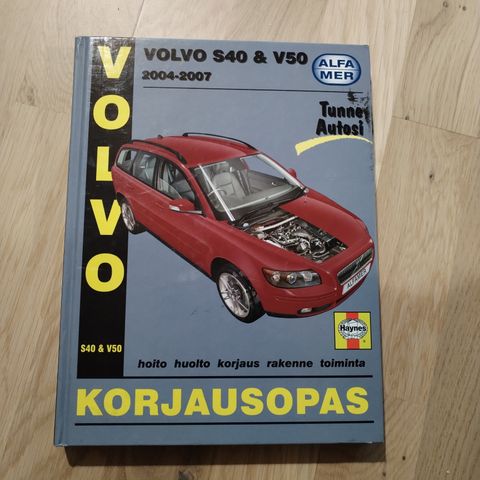 VOLVO
VOLVO S40 & V50
2004-2007
ALFA
MER
Tunne
Autosi
Haynes
S40 & V50
hoito huolto korjaus rakenne toiminta
KORJAUSOPAS